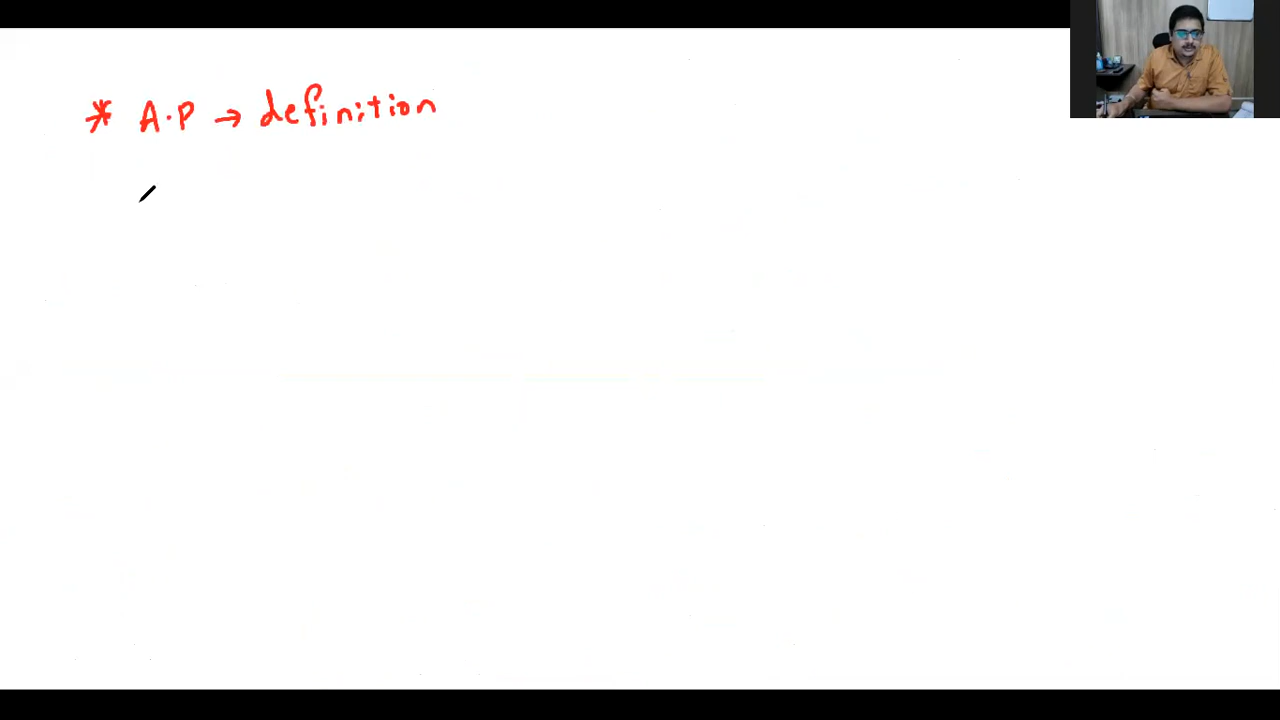 * A.P → definition